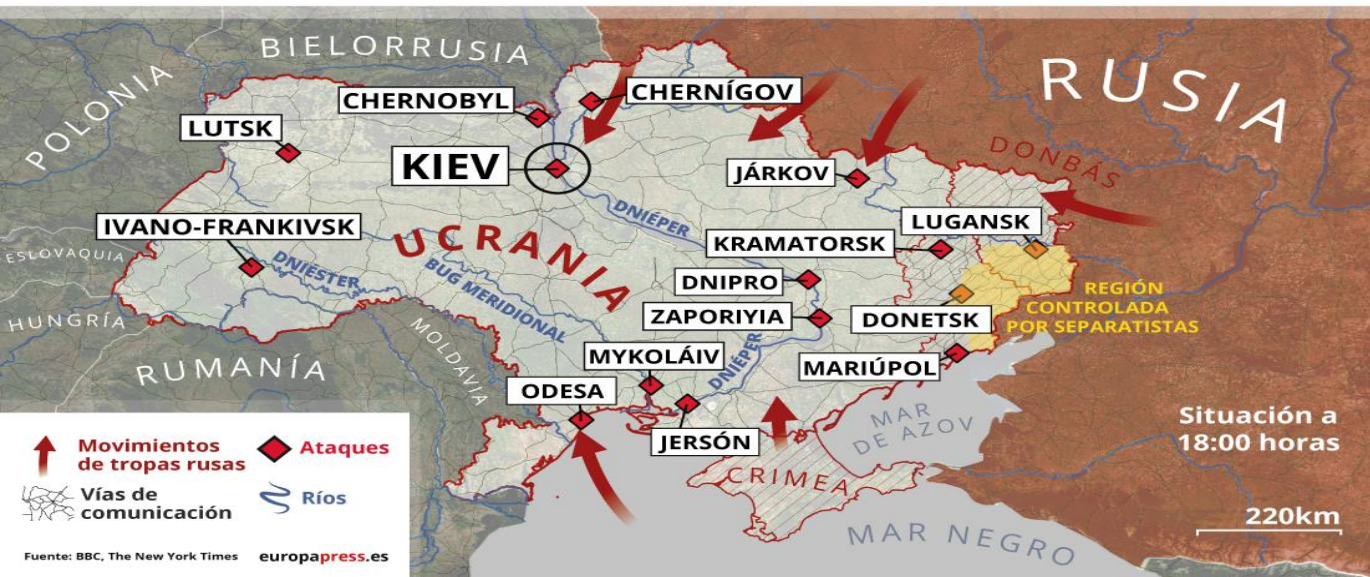 BIELORRUSIA
POLONIA
RUSIA
CHERNOBYL
CHERNÍGOV
LUTSK
KIEV
JÁRKOV
DONBÁS
DNIÉPER
LUGANSK
IVANO-FRANKIVSK
UCRANIA
KRAMATORSK
ESLOVAQUIA
DNIESTER
BUG MERIDIONAL
DNIPRO
REGIÓN
CONTROLADA
POR SEPARATISTAS
HUNGRÍA
ZAPORIYIA
DONETSK
MOLDAVIA
RUMANÍA
MYKOLÁIV
DNIÉPER
MARIÚPOL
ODESA
JERSÓN
MAR
DE AZOV
CRIMEA
MAR NEGRO
Situación a
18:00 horas
220km
Movimientos
de tropas rusas
Ataques
Vías de
comunicación
Ríos
Fuente: BBC, The New York Times
europapress.es